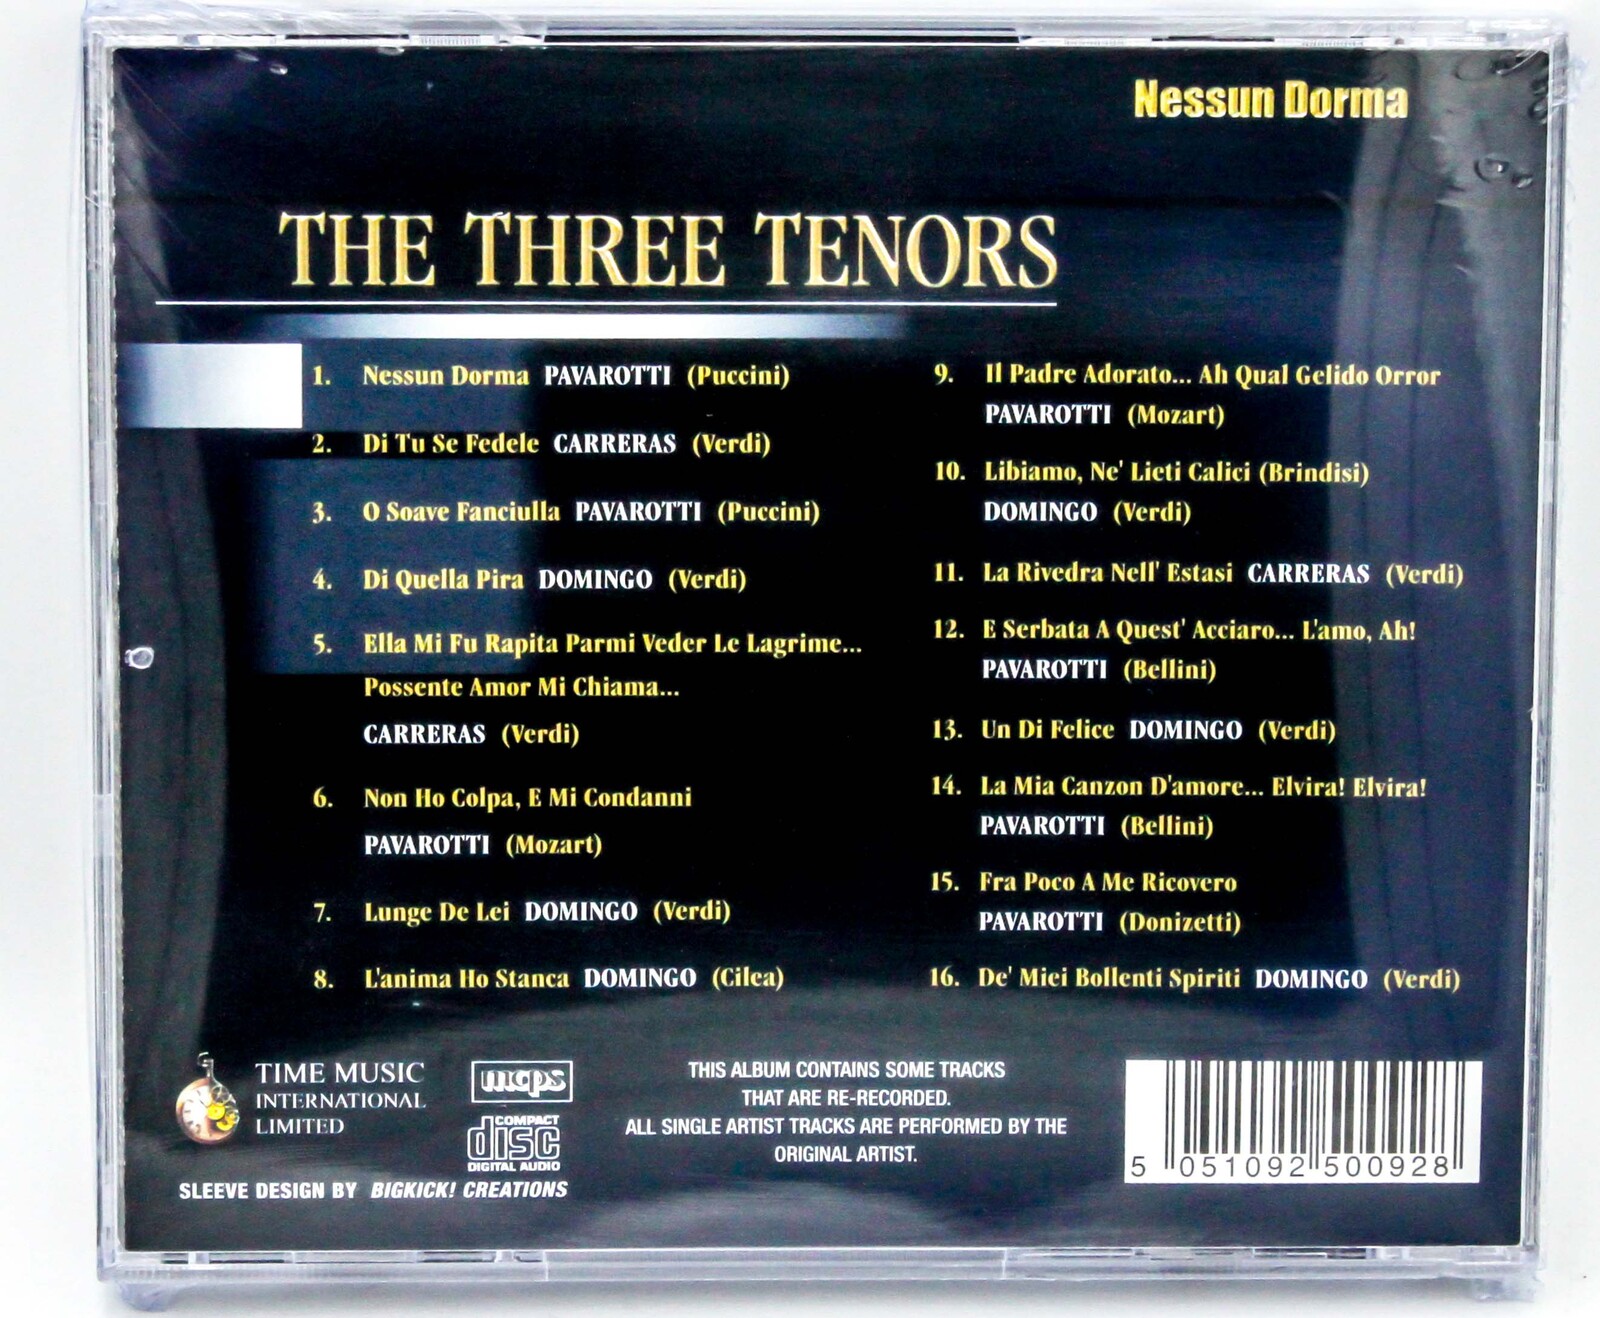 Nessun Dorma
THE THREE TENORS
1. Nessun Dorma PAVAROTTI (Puccini)
2. Di Tu Se Fedele CARRERAS (Verdi)
3. O Soave Fanciulla PAVAROTTI (Puccini)
4. Di Quella Pira DOMINGO (Verdi)
5. Ella Mi Fu Rapita Parmi Veder Le Lagrime...
Possente Amor Mi Chiama...
CARRERAS (Verdi)
6. Non Ho Colpa, E Mi Condanni
PAVAROTTI (Mozart)
7. Lunge De Lei DOMINGO (Verdi)
8. L'anima Ho Stanca DOMINGO (Cilea)
9. Il Padre Adorato... Ah Qual Gelido Orror
PAVAROTTI (Mozart)
10. Libiamo, Ne' Lieti Calici (Brindisi)
DOMINGO (Verdi)
11. La Rivedra Nell' Estasi CARRERAS (Verdi)
12. E Serbata A Quest' Acciaro... L'amo, Ah!
PAVAROTTI (Bellini)
13. Un Di Felice DOMINGO (Verdi)
14. La Mia Canzon D'amore... Elvira! Elvira!
PAVAROTTI (Bellini)
15. Fra Poco A Me Ricovero
PAVAROTTI (Donizetti)
16. De' Miei Bollenti Spiriti DOMINGO (Verdi)
TIME MUSIC
INTERNATIONAL
LIMITED
mcps
COMPACT
disc
DIGITAL AUDIO
SLEEVE DESIGN BY BIGKICK! CREATIONS
THIS ALBUM CONTAINS SOME TRACKS
THAT ARE RE-RECORDED.
ALL SINGLE ARTIST TRACKS ARE PERFORMED BY THE
ORIGINAL ARTIST.
5 051092 500928